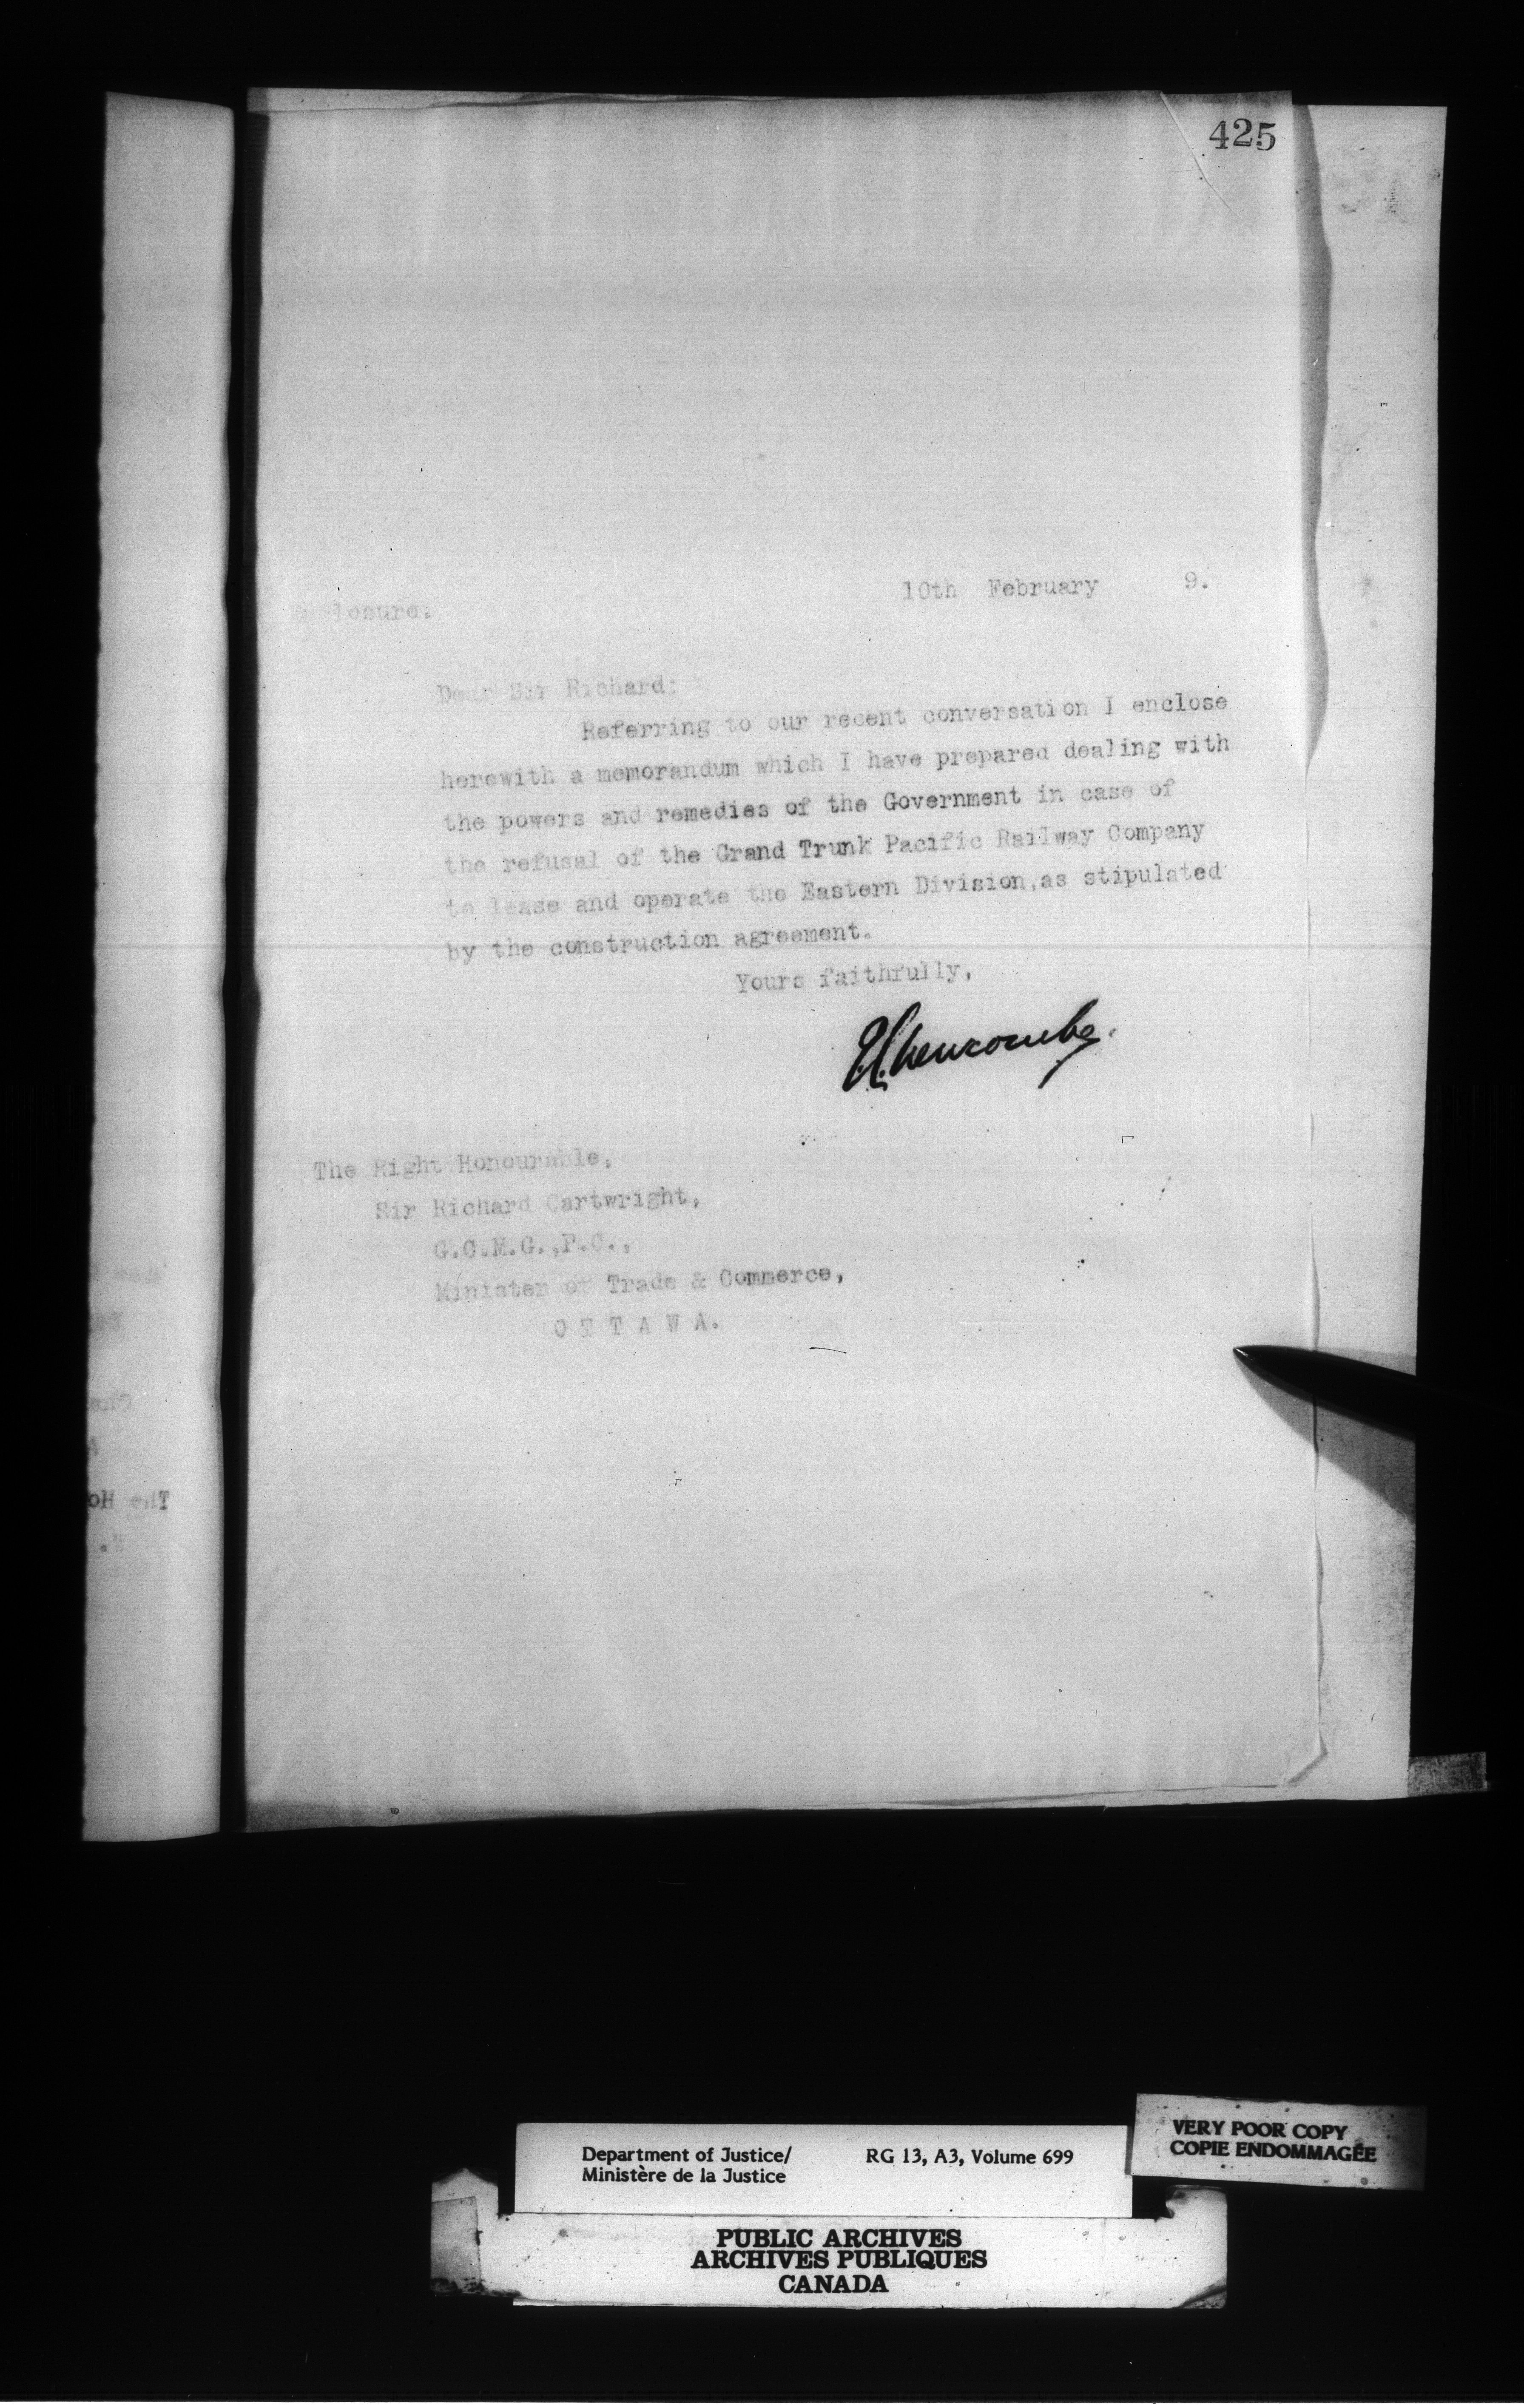 425
10th February 9.
Dear Sir Richard:
Referring to our recent conversation I enclose
herewith a memorandum which I have prepared dealing with
the powers and remedies of the Government in case of
the refusal of the Grand Trunk Pacific Railway Company
to lease and operate the Eastern Division, as stipulated
by the construction agreement.
Yours faithfully,
The Right Honourable,
Sir Richard Cartwright,
G.C.M.G.,P.C.,
Minister of Trade & Commerce,
O T T A W A.
Department of Justice/ RG 13, A3, Volume 699
Ministère de la Justice
VERY POOR COPY
COPIE ENDOMMAGÉE
PUBLIC ARCHIVES
ARCHIVES PUBLIQUES
CANADA